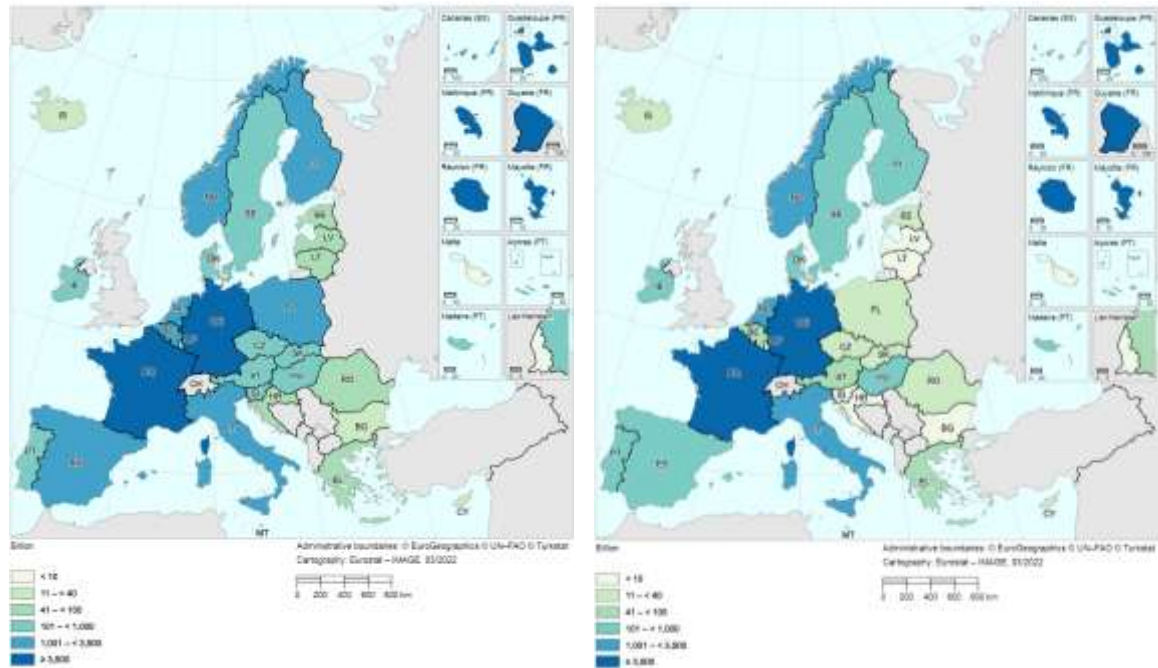 Canarias (ES)
Guadeloupe (FR)
Martinique (FR)
Guyane (FR)
Réunion (FR)
Mayotte (FR)
Malta
Açores (PT)
Madeira (PT)
Liechtenstein
IS
NO
SE
FI
EE
LV
LT
DK
IE
PL
DE
CZ
SK
AT
HU
RO
CH
SI
HR
BG
FR
IT
PT
ES
EL
CY
MT
Billion
< 10
11 – < 40
41 – < 100
101 – < 1,000
1,001 – < 3,800
≥ 3,800
Administrative boundaries: © EuroGeographics © UN–FAO © Turkstat
Cartography: Eurostat – IMAGE, 03/2022
0 200 400 600 800 km
Canarias (ES)
Guadeloupe (FR)
Martinique (FR)
Guyane (FR)
Réunion (FR)
Mayotte (FR)
Malta
Açores (PT)
Madeira (PT)
Liechtenstein
IS
NO
SE
FI
EE
LV
LT
DK
IE
PL
DE
CZ
SK
AT
HU
RO
CH
SI
HR
BG
FR
IT
PT
ES
EL
CY
MT
Billion
< 10
11 – < 40
41 – < 100
101 – < 1,000
1,001 – < 3,800
≥ 3,800
Administrative boundaries: © EuroGeographics © UN–FAO © Turkstat
Cartography: Eurostat – IMAGE, 01/2022
0 200 400 600 800 km